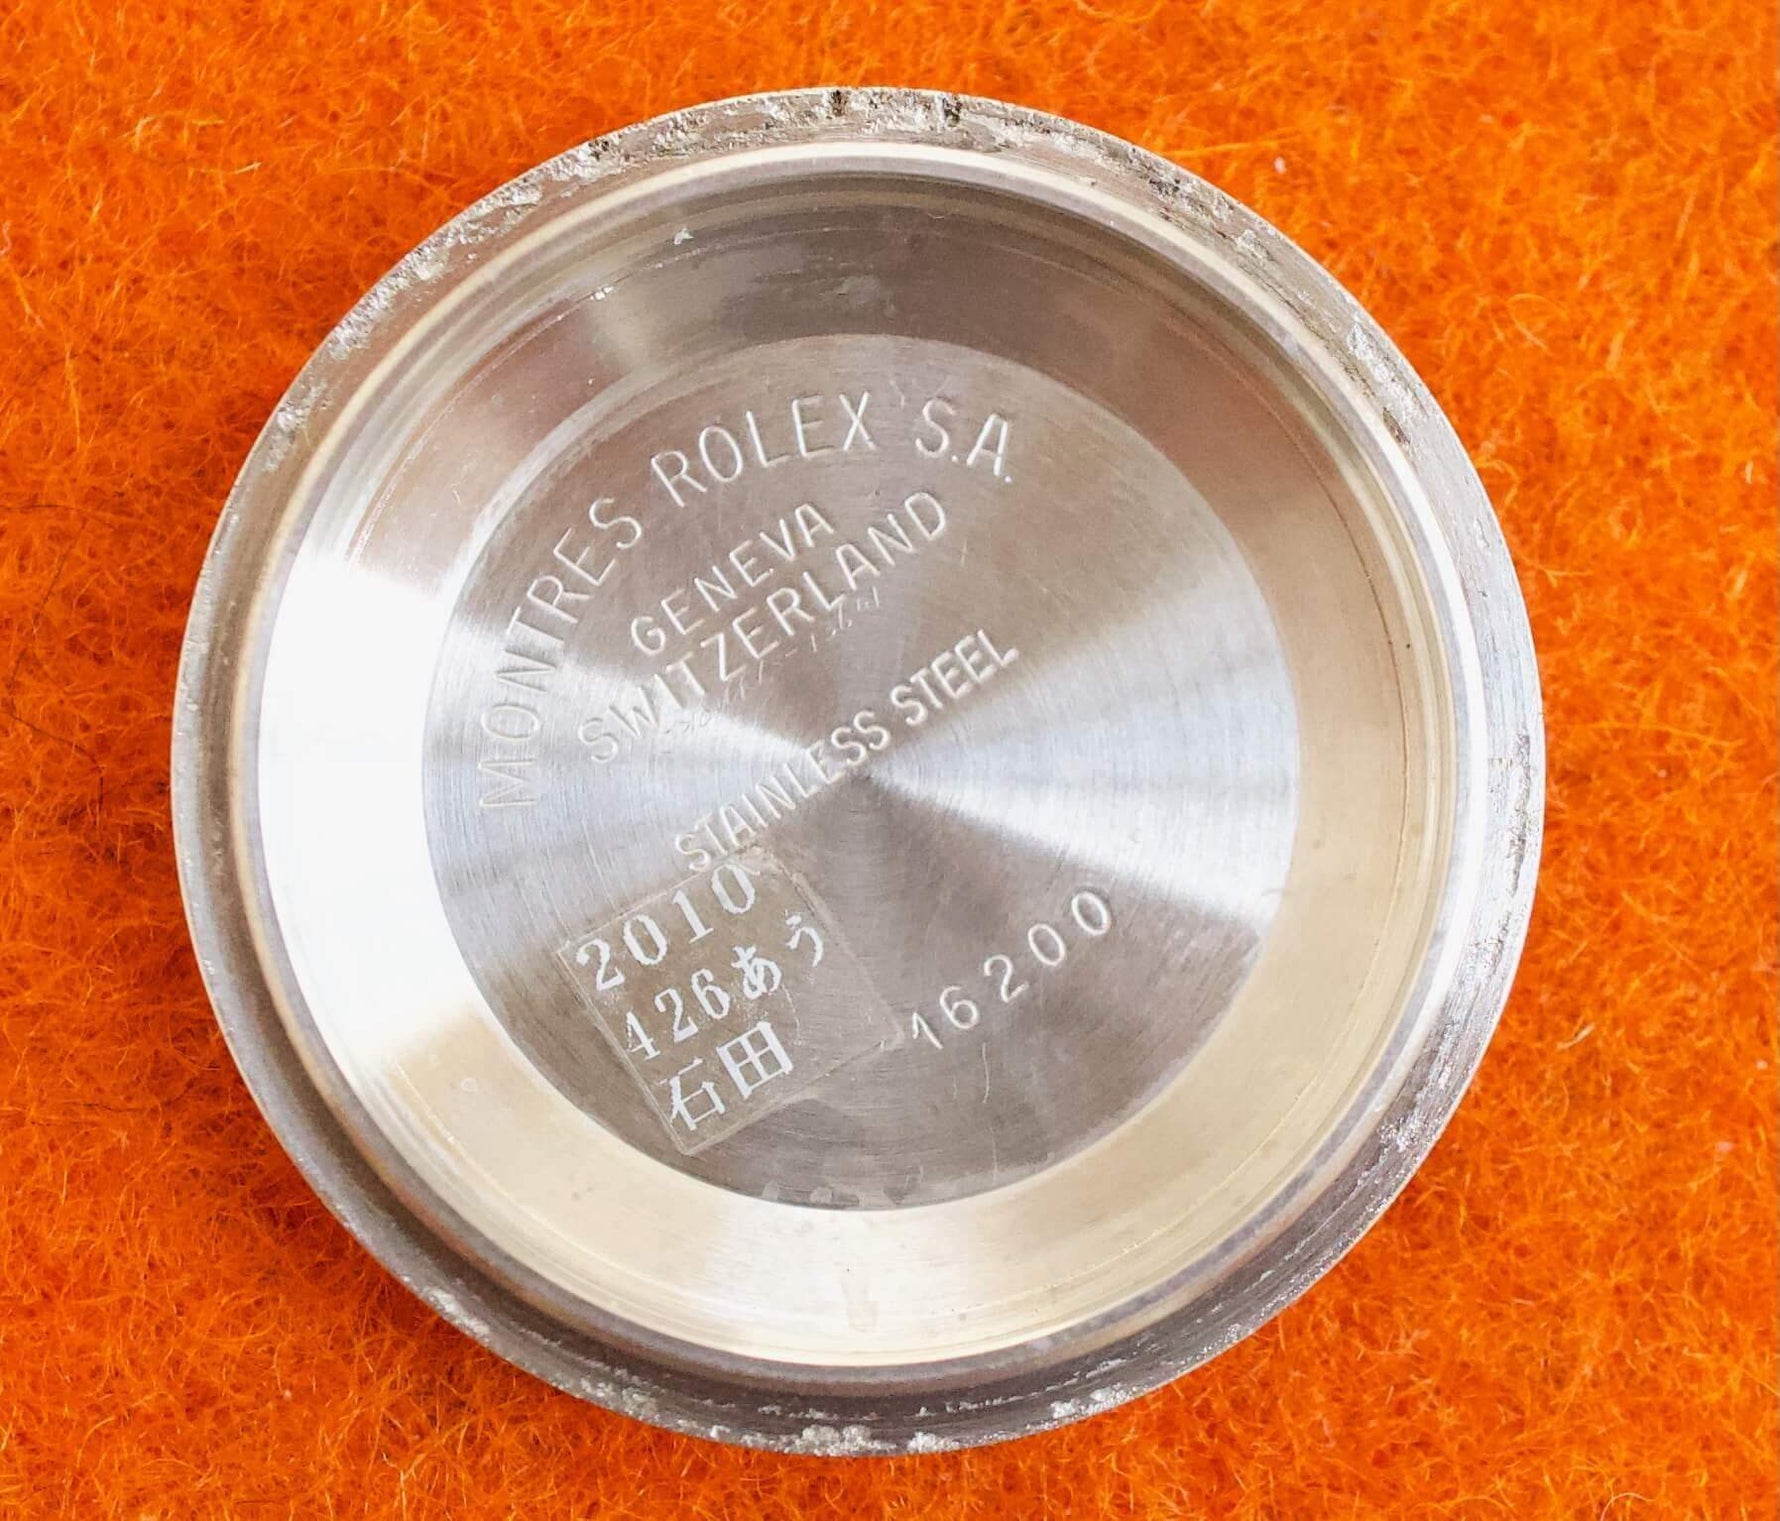 MONTRES ROLEX S.A.
GENEVA
SWITZERLAND
STAINLESS STEEL
16200
2010
426あう
石田